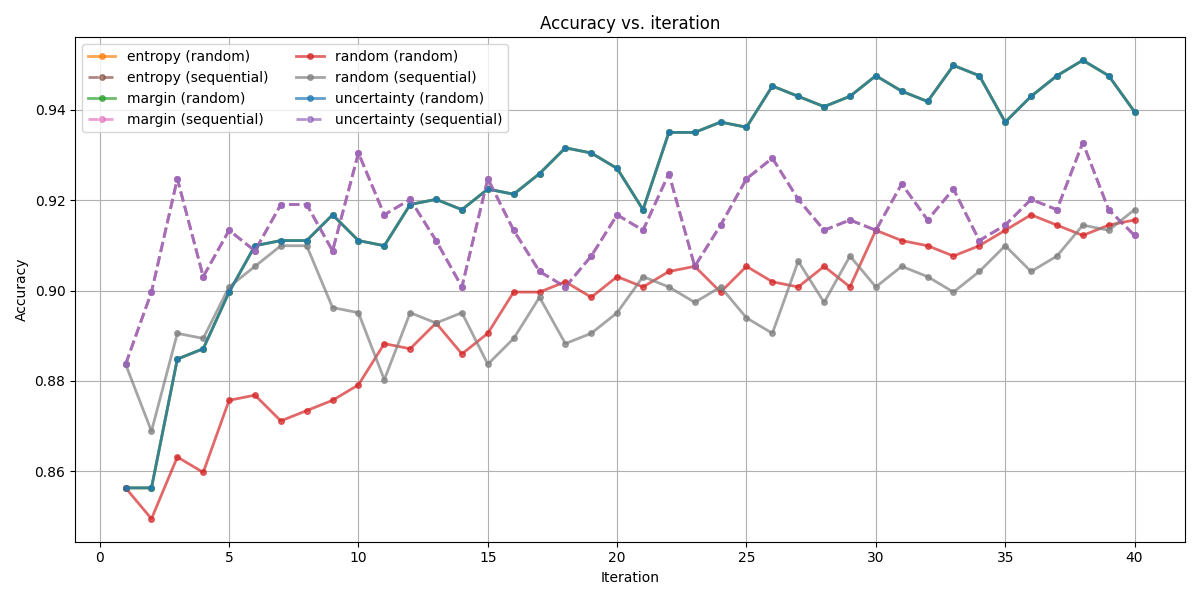 Accuracy vs. iteration
entropy (random)
entropy (sequential)
margin (random)
margin (sequential)
random (random)
random (sequential)
uncertainty (random)
uncertainty (sequential)
Accuracy
0.94
0.92
0.90
0.88
0.86
0 5 10 15 20 25 30 35 40
Iteration